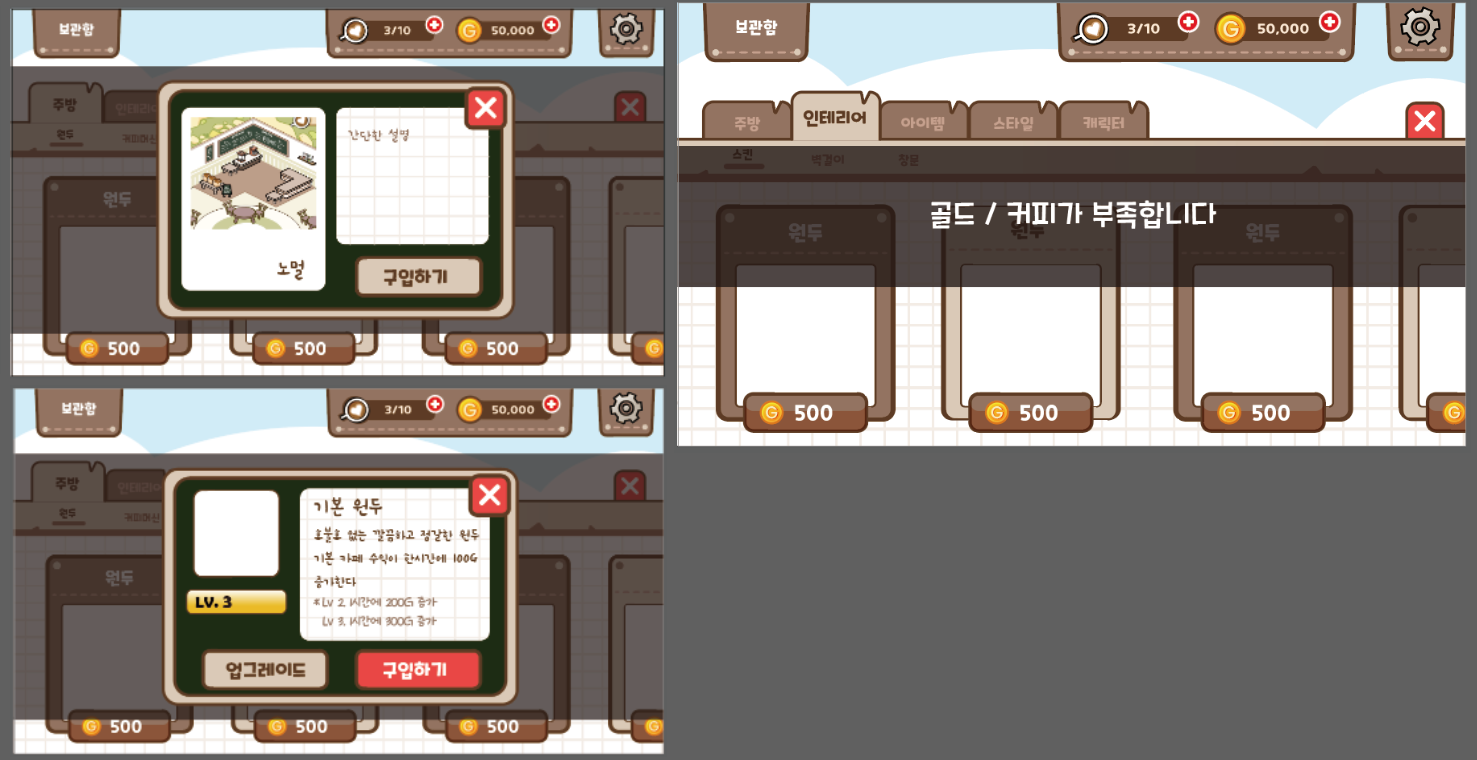 보관함
3/10
G
50,000
주방
인테리어
원두
커피머신
원두
간단한 설명
노멀
구입하기
G 500
G 500
G 500
G
보관함
3/10
G
50,000
주방
인테리어
아이템
스타일
캐릭터
스킨
벽걸이
창문
골드 / 커피가 부족합니다
원두
원두
원두
G 500
G 500
G 500
G
보관함
3/10
G
50,000
주방
인테리어
원두
커피머신
원두
기본 원두
호불호 없는 깔끔하고 정갈한 원두
기본 카페 수익이 한시간에 100G
증가한다
*LV 2, 1시간에 200G 증가
LV 3, 1시간에 300G 증가
LV. 3
업그레이드
구입하기
G 500
G 500
G 500
G